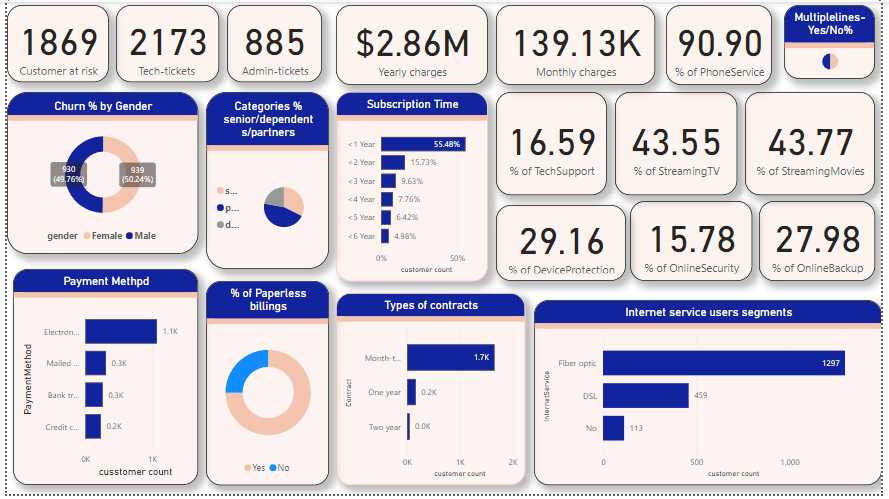 1869
Customer at risk
2173
Tech-tickets
885
Admin-tickets
$2.86M
Yearly charges
139.13K
Monthly charges
90.90
% of PhoneService
Multiplelines-
Yes/No%
Churn % by Gender
930
(49.76%)
939
(50.24%)
gender Female Male
Categories %
senior/dependent
s/partners
s...
p...
d...
Subscription Time
<1 Year 55.48%
<2 Year 15.73%
<3 Year 9.63%
<4 Year 7.76%
<5 Year 6.42%
<6 Year 4.98%
0% 50%
customer count
16.59
% of TechSupport
43.55
% of StreamingTV
43.77
% of StreamingMovies
29.16
% of DeviceProtection
15.78
% of OnlineSecurity
27.98
% of OnlineBackup
Payment Methpd
PaymentMethod
Electron... 1.1K
Mailed ... 0.3K
Bank tr... 0.3K
Credit c... 0.2K
0K 1K
cusstomer count
% of Paperless
billings
Yes No
Types of contracts
Contract
Month-t... 1.7K
One year 0.2K
Two year 0.0K
0K 1K 2K
customer count
Internet service users segments
InternetService
Fiber optic 1297
DSL 459
No 113
0 500 1,000
customer count